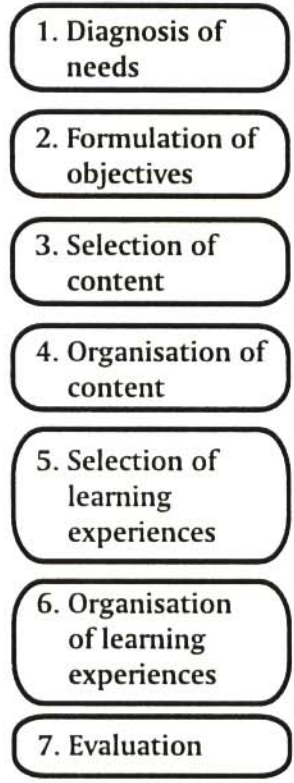 1. Diagnosis of
needs
2. Formulation of
objectives
3. Selection of
content
4. Organisation of
content
5. Selection of
learning
experiences
6. Organisation
of learning
experiences
7. Evaluation